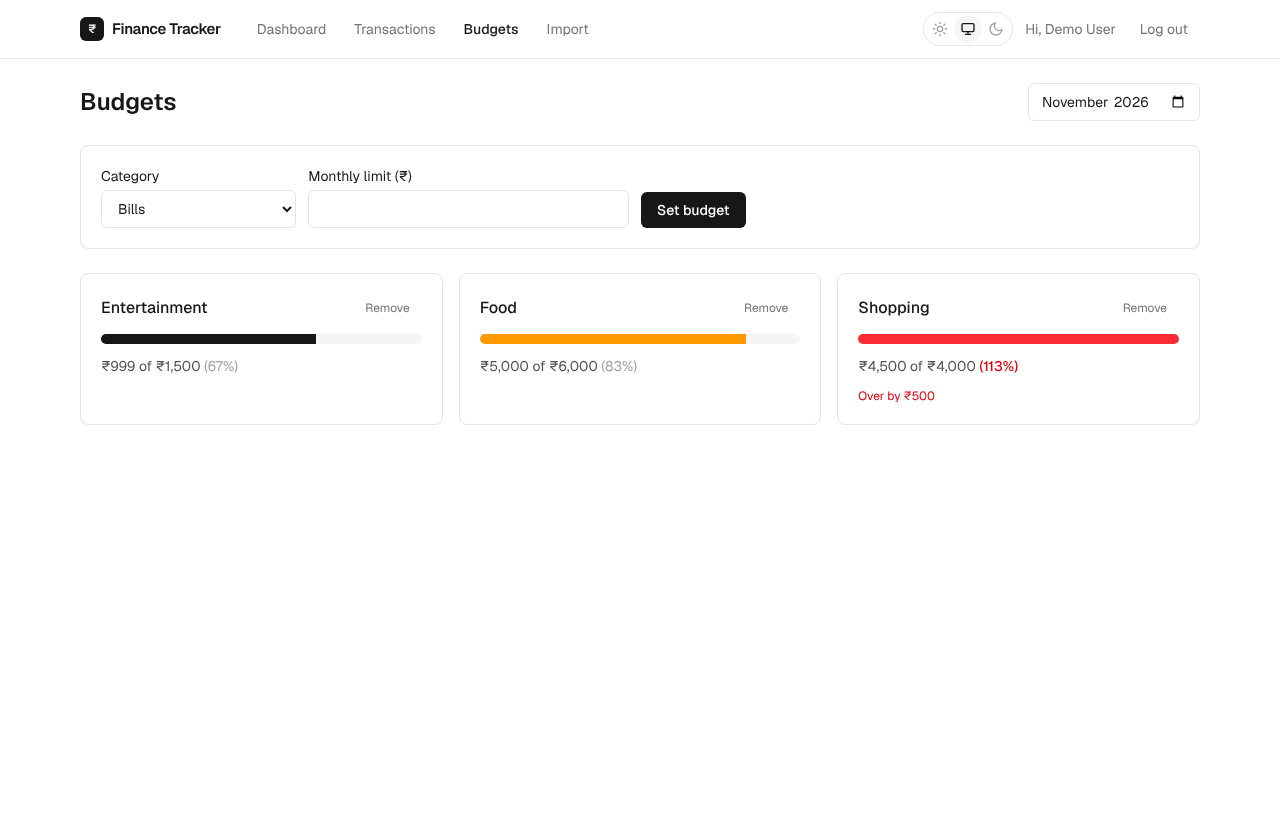 ₹ Finance Tracker Dashboard Transactions Budgets Import Hi, Demo User Log out
Budgets November 2026
Category Monthly limit (₹)
Bills Set budget
Entertainment Remove
₹999 of ₹1,500 (67%)
Food Remove
₹5,000 of ₹6,000 (83%)
Shopping Remove
₹4,500 of ₹4,000 (113%)
Over by ₹500